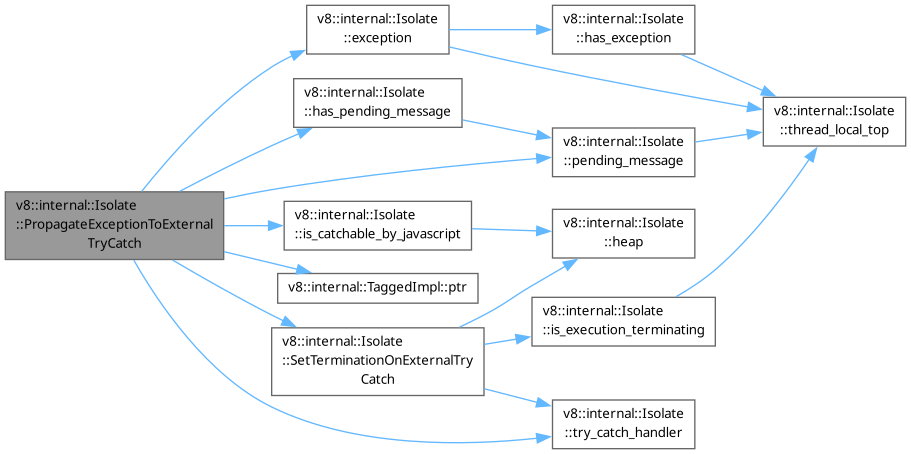 v8::internal::Isolate
::PropagateExceptionToExternal
TryCatch
v8::internal::Isolate
::exception
v8::internal::Isolate
::has_pending_message
v8::internal::Isolate
::is_catchable_by_javascript
v8::internal::TaggedImpl::ptr
v8::internal::Isolate
::SetTerminationOnExternalTry
Catch
v8::internal::Isolate
::has_exception
v8::internal::Isolate
::pending_message
v8::internal::Isolate
::heap
v8::internal::Isolate
::is_execution_terminating
v8::internal::Isolate
::try_catch_handler
v8::internal::Isolate
::thread_local_top